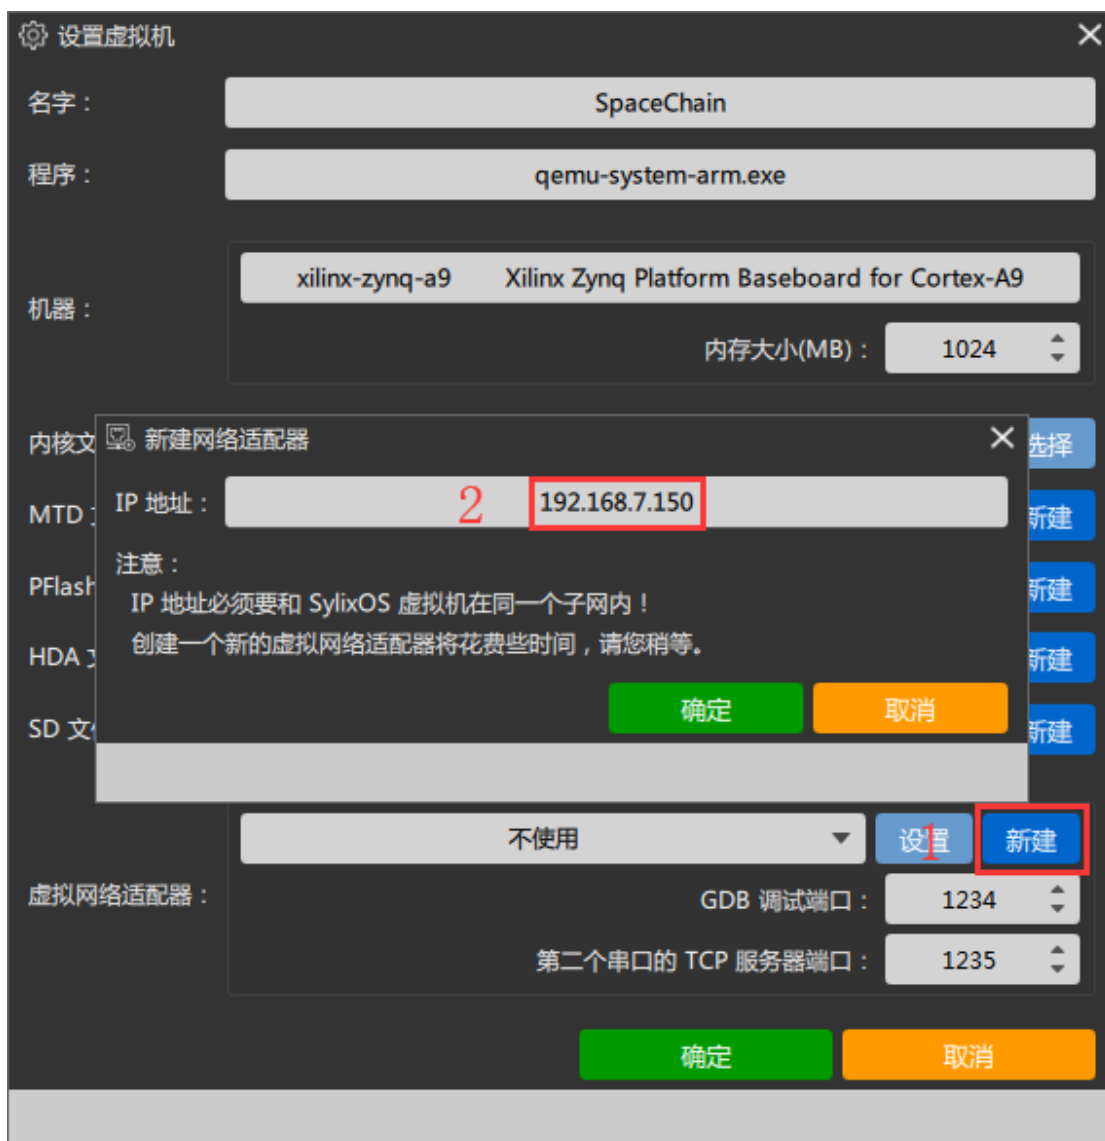 设置虚拟机
名字： SpaceChain
程序： qemu-system-arm.exe
机器： xilinx-zynq-a9 Xilinx Zynq Platform Baseboard for Cortex-A9
内存大小(MB)： 1024
内核文 选择
新建网络适配器
MTD 新建
IP 地址： 2 192.168.7.150
注意：
PFlash 新建
IP 地址必须要和 SylixOS 虚拟机在同一个子网内！
创建一个新的虚拟网络适配器将花费些时间，请您稍等。
HDA 新建
确定 取消
SD 文 新建
不使用 设置 1 新建
虚拟网络适配器：
GDB 调试端口： 1234
第二个串口的 TCP 服务器端口： 1235
确定 取消